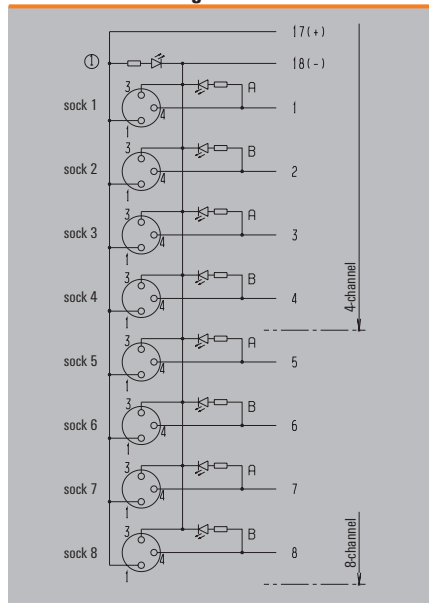 17(+)
① 18(-)
3 A
sock 1 4 1
1
3 B
sock 2 4 2
1
3 A
sock 3 4 3
1
3 B
sock 4 4 4
1
4-channel
3 A
sock 5 4 5
1
3 B
sock 6 4 6
1
3 A
sock 7 4 7
1
3 B
sock 8 4 8
1
8-channel